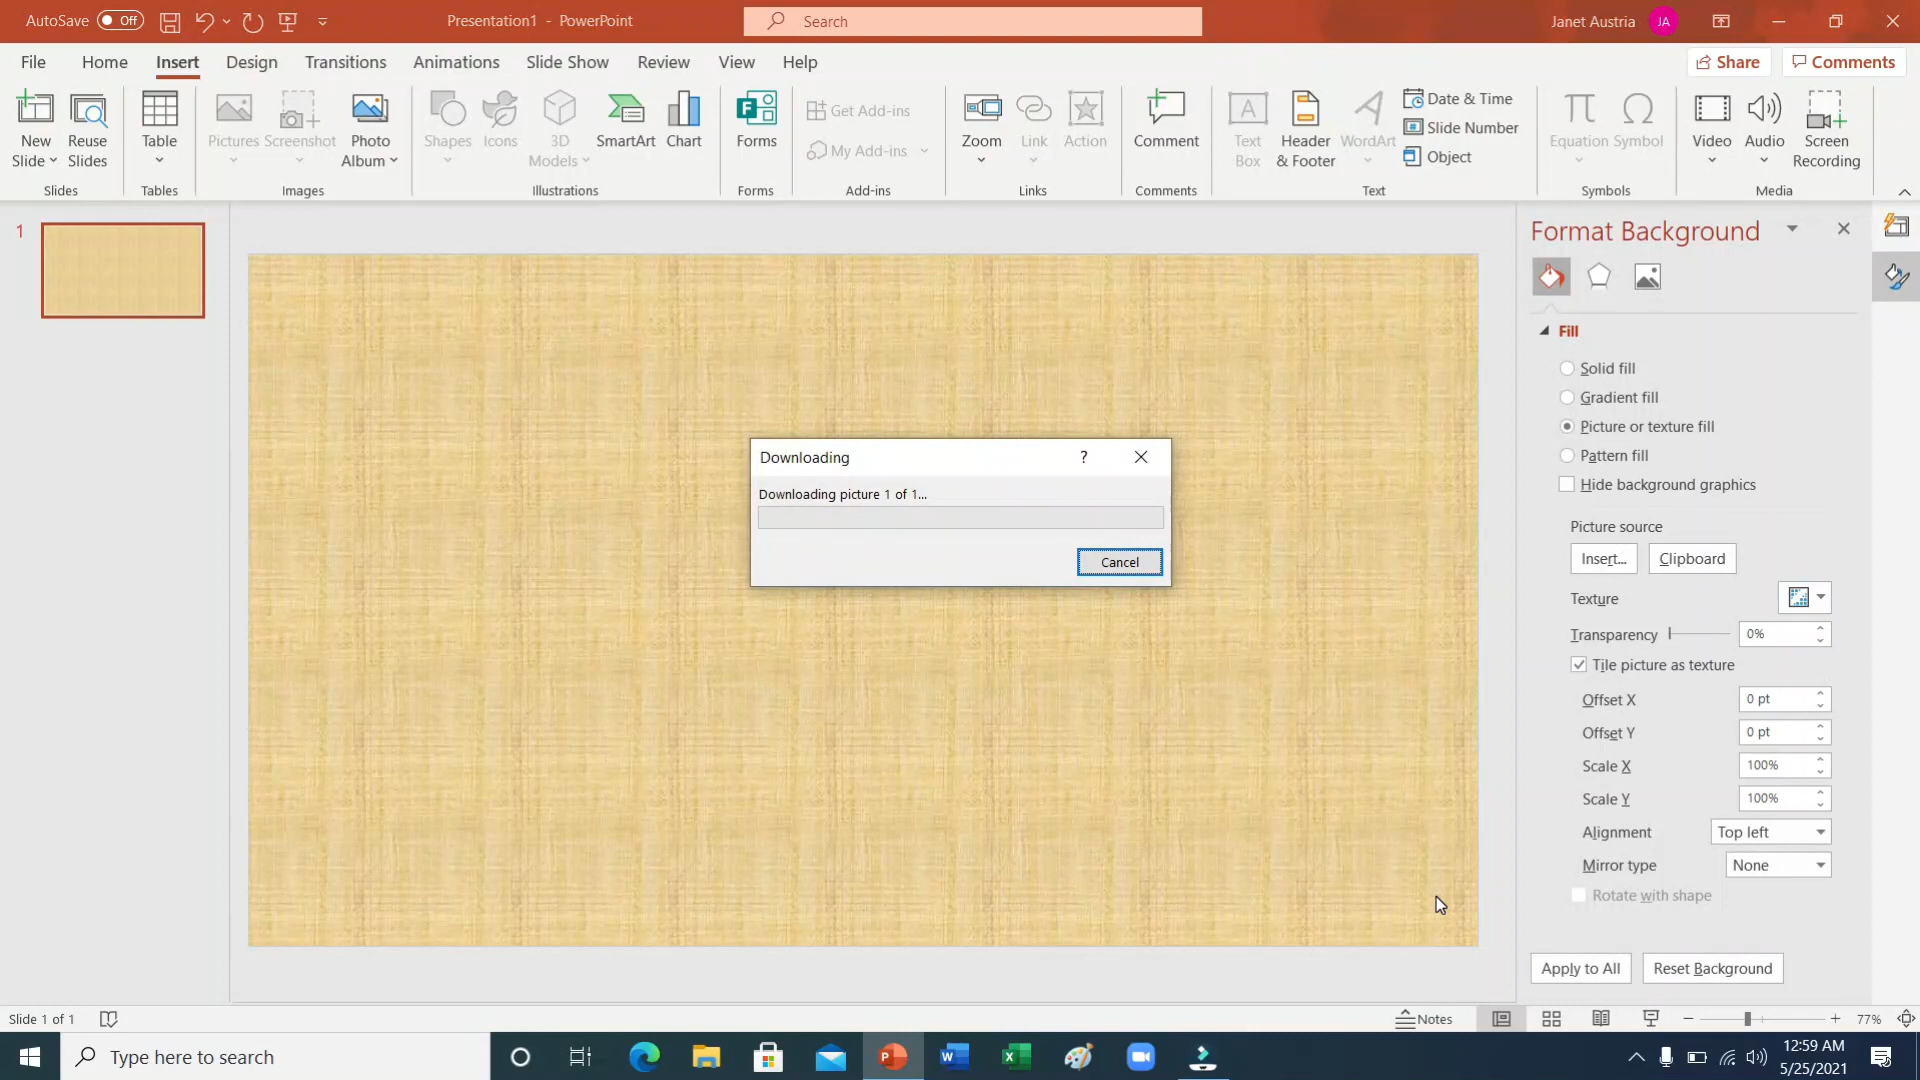 AutoSave Off Presentation1 - PowerPoint Search Janet Austria JA
File Home Insert Design Transitions Animations Slide Show Review View Help Share Comments
New Slide
Reuse Slides
Slides
Table
Tables
Pictures
Screenshot
Photo Album
Images
Shapes
Icons
3D Models
SmartArt
Chart
Illustrations
Forms
Forms
Get Add-ins
My Add-ins
Add-ins
Zoom
Link
Action
Links
Comment
Comments
Text Box
Header & Footer
WordArt
Date & Time
Slide Number
Object
Text
Equation
Symbol
Symbols
Video
Audio
Screen Recording
Media
1
Downloading ?
Downloading picture 1 of 1...
Cancel
Format Background
Fill
Solid fill
Gradient fill
Picture or texture fill
Pattern fill
Hide background graphics
Picture source
Insert... Clipboard
Texture
Transparency 0%
Tile picture as texture
Offset X 0 pt
Offset Y 0 pt
Scale X 100%
Scale Y 100%
Alignment Top left
Mirror type None
Rotate with shape
Apply to All Reset Background
Slide 1 of 1 Notes 77%
Type here to search
12:59 AM
5/25/2021